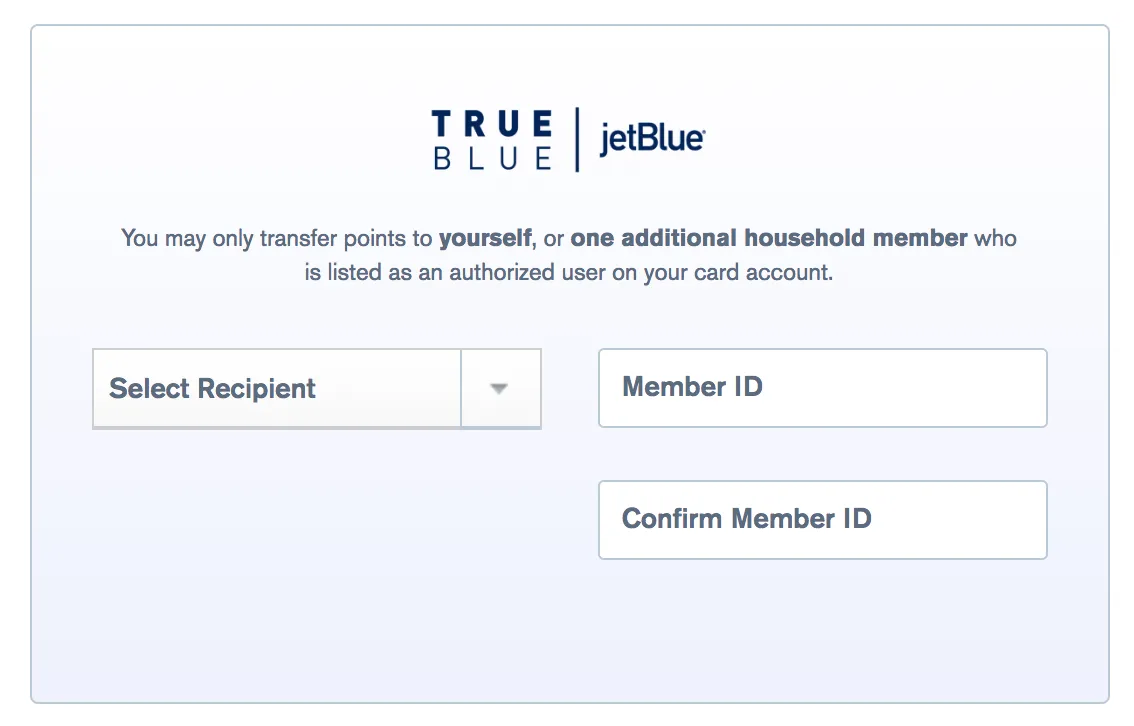 TRUE
BLUE
jetBlue
You may only transfer points to yourself, or one additional household member who
is listed as an authorized user on your card account.
Select Recipient
Member ID
Confirm Member ID